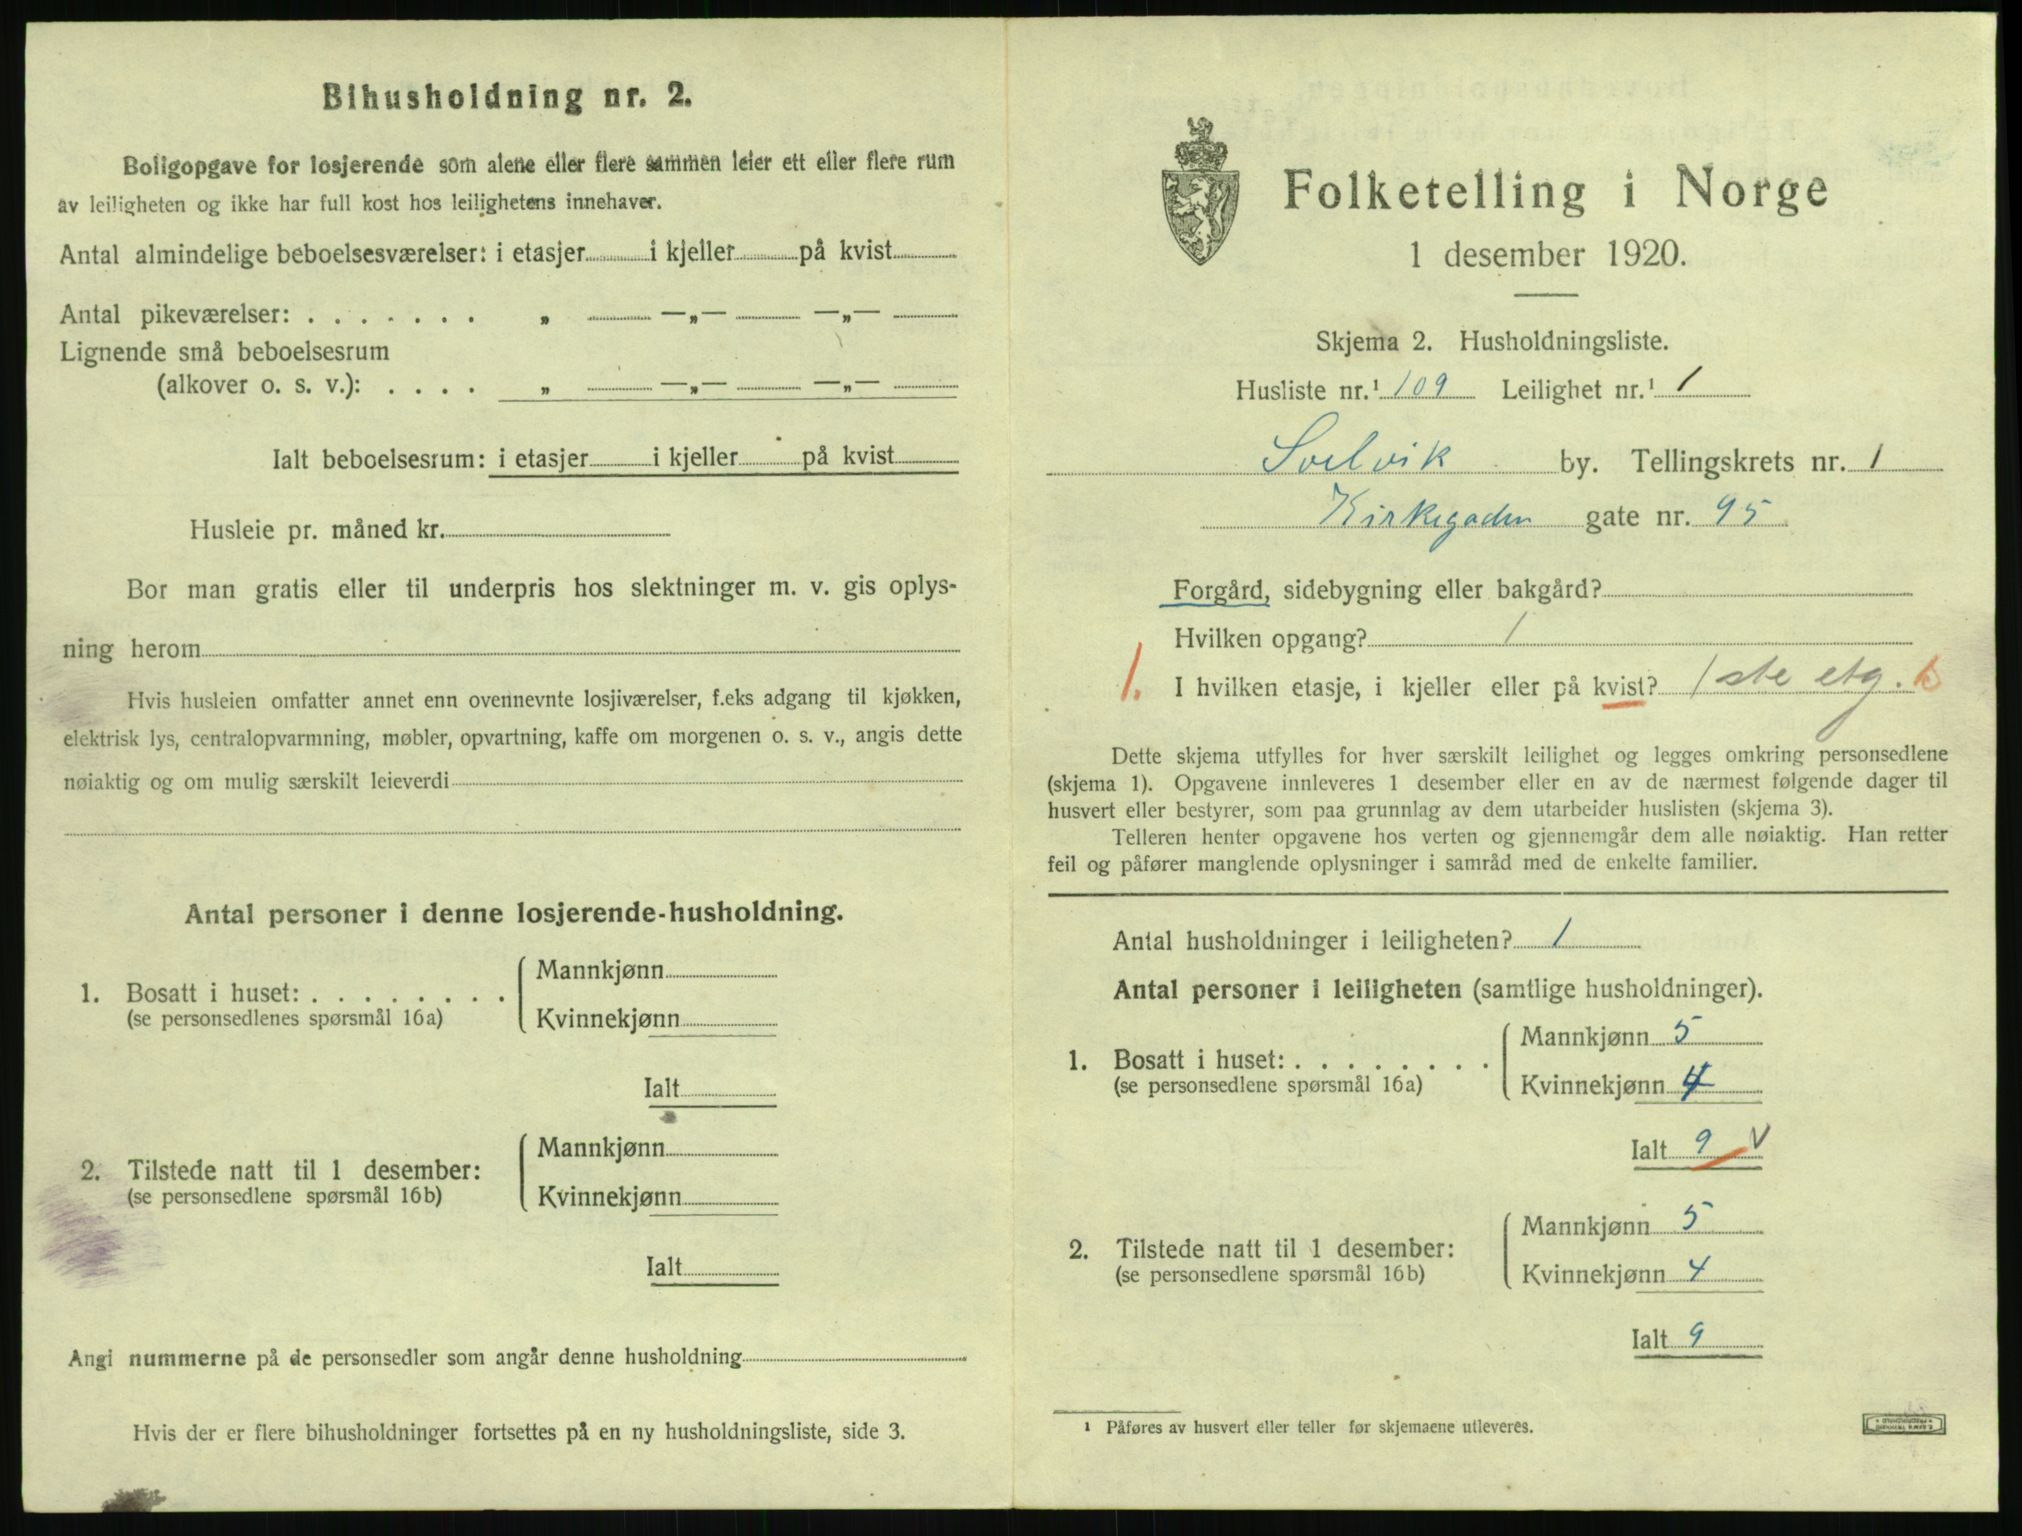 Bihusholdning nr. 2.
Boligopgave for losjerende som alene eller flere sammen leier ett eller flere rum
av leiligheten og ikke har full kost hos leilighetens innehaver.
Antal almindelige beboelsesværelser: i etasjer i kjeller på kvist
Antal pikeværelser: . . . . . . . „ —„— —„—
Lignende små beboelsesrum
(alkover o. s. v.): . . . . „ —„— —„—
Ialt beboelsesrum: i etasjer i kjeller på kvist
Husleie pr. måned kr.
Bor man gratis eller til underpris hos slektninger m. v. gis oplys-
ning herom
Hvis husleien omfatter annet enn ovennevnte losjiværelser, f.eks adgang til kjøkken,
elektrisk lys, centralopvarmning, møbler, opvartning, kaffe om morgenen o. s. v., angis dette
nøiaktig og om mulig særskilt leieverdi
Antal personer i denne losjerende-husholdning.
1. Bosatt i huset: . . . . . . . .
(se personsedlenes spørsmål 16a)
Mannkjønn
Kvinnekjønn
Ialt
2. Tilstede natt til 1 desember:
(se personsedlene spørsmål 16b)
Mannkjønn
Kvinnekjønn
Ialt
Angi nummerne på de personsedler som angår denne husholdning
Hvis der er flere bihusholdninger fortsettes på en ny husholdningsliste, side 3.
Folketelling i Norge
1 desember 1920.
Skjema 2. Husholdningsliste.
Husliste nr.¹ 109 Leilighet nr.¹ 1
Svelvik by. Tellingskrets nr. 1
Kirkegaden gate nr. 95
Forgård, sidebygning eller bakgård?
Hvilken opgang? 1
1. I hvilken etasje, i kjeller eller på kvist? 1ste etg.
Dette skjema utfylles for hver særskilt leilighet og legges omkring personsedlene
(skjema 1). Opgavene innleveres 1 desember eller en av de nærmest følgende dager til
husvert eller bestyrer, som paa grunnlag av dem utarbeider huslisten (skjema 3).
Telleren henter opgavene hos verten og gjennemgår dem alle nøiaktig. Han retter
feil og påfører manglende oplysninger i samråd med de enkelte familier.
Antal husholdninger i leiligheten? 1
Antal personer i leiligheten (samtlige husholdninger).
1. Bosatt i huset: . . . . . . . .
(se personsedlene spørsmål 16a)
Mannkjønn 5
Kvinnekjønn 4
Ialt 9 V
2. Tilstede natt til 1 desember:
(se personsedlene spørsmål 16b)
Mannkjønn 5
Kvinnekjønn 4
Ialt 9
¹ Påføres av husvert eller teller før skjemaene utleveres.